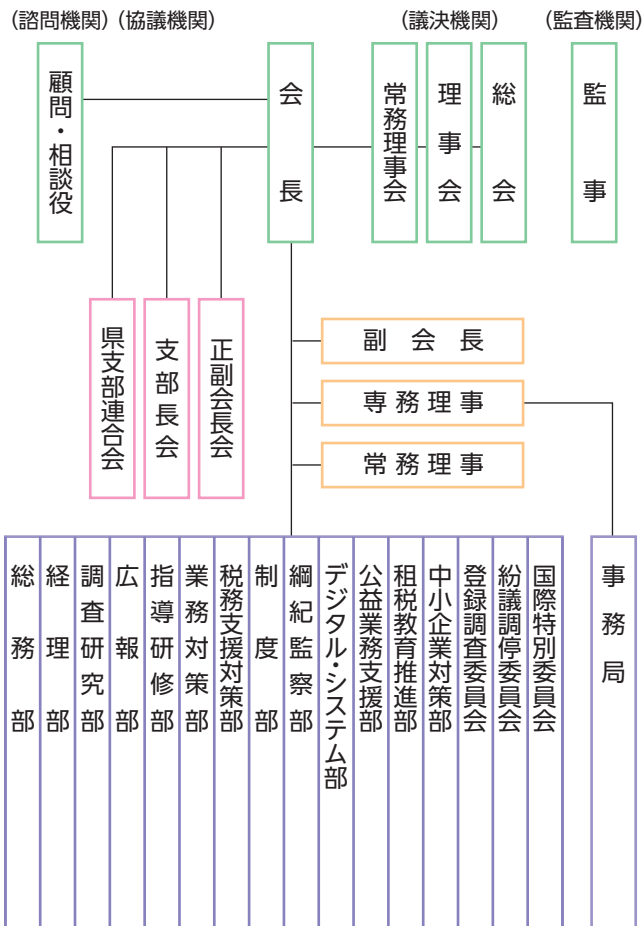 (諮問機関)
(協議機関)
(議決機関)
(監査機関)
顧問・相談役
会長
常務理事会
理事会
総会
監事
県支部連合会
支部長会
正副会長会
副会長
専務理事
常務理事
総務部
経理部
調査研究部
広報部
指導研修部
業務対策部
税務支援対策部
制度部
綱紀監察部
デジタル・システム部
公益業務支援部
租税教育推進部
中小企業対策部
登録調査委員会
紛議調停委員会
国際特別委員会
事務局